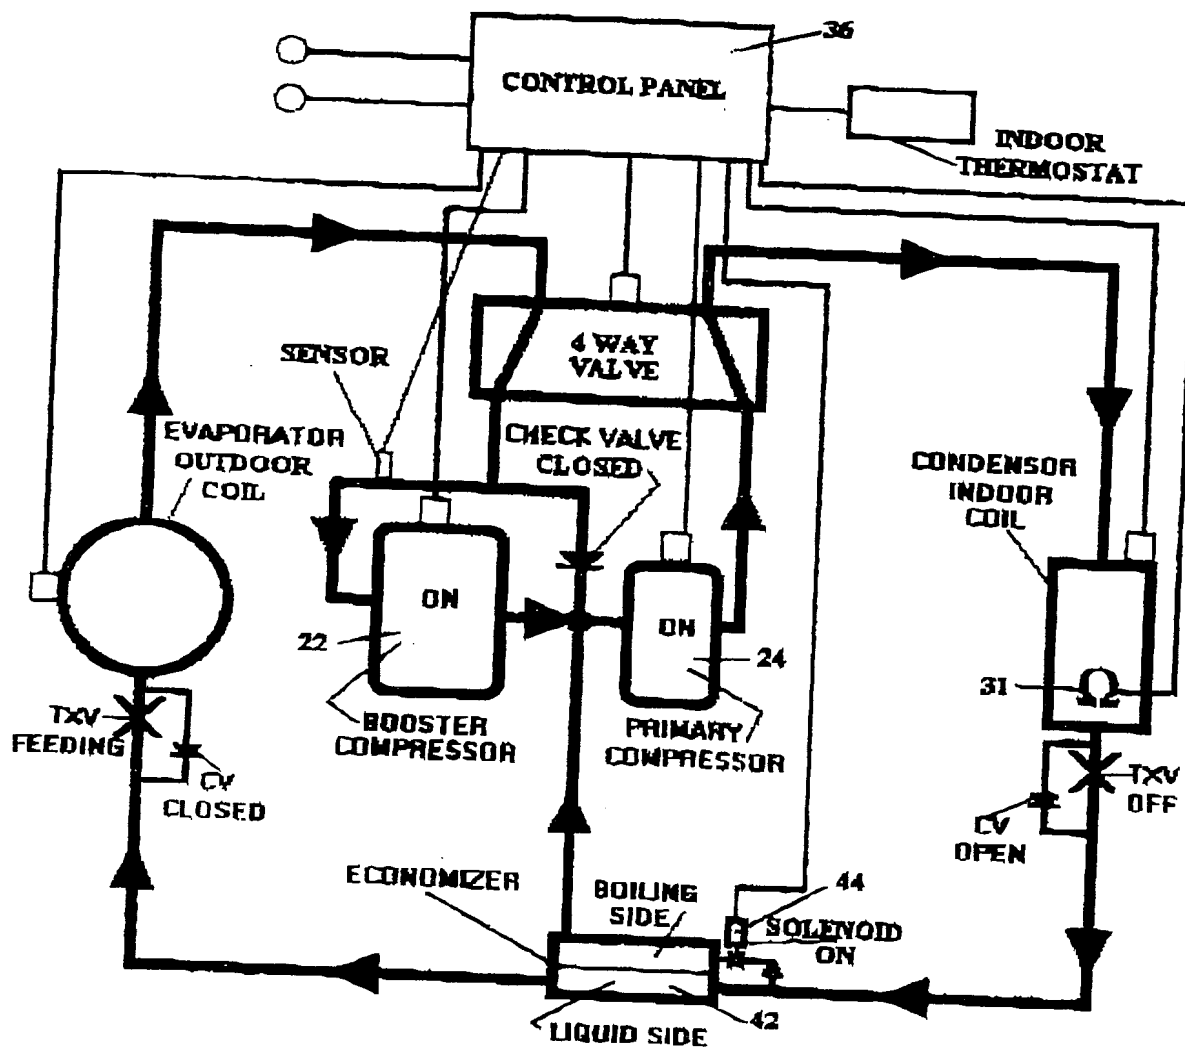 36
CONTROL PANEL
INDOOR
THERMOSTAT
4 WAY
VALVE
SENSOR
EVAPORATOR
OUTDOOR
COIL
CHECK VALVE
CLOSED
CONDENSOR
INDOOR
COIL
ON
22
ON
24
31
BOOSTER
COMPRESSOR
PRIMARY
COMPRESSOR
TXV
FEEDING
CV
CLOSED
TXV
OFF
CV
OPEN
ECONOMIZER
BOILING
SIDE
44
SOLENOID
ON
42
LIQUID SIDE